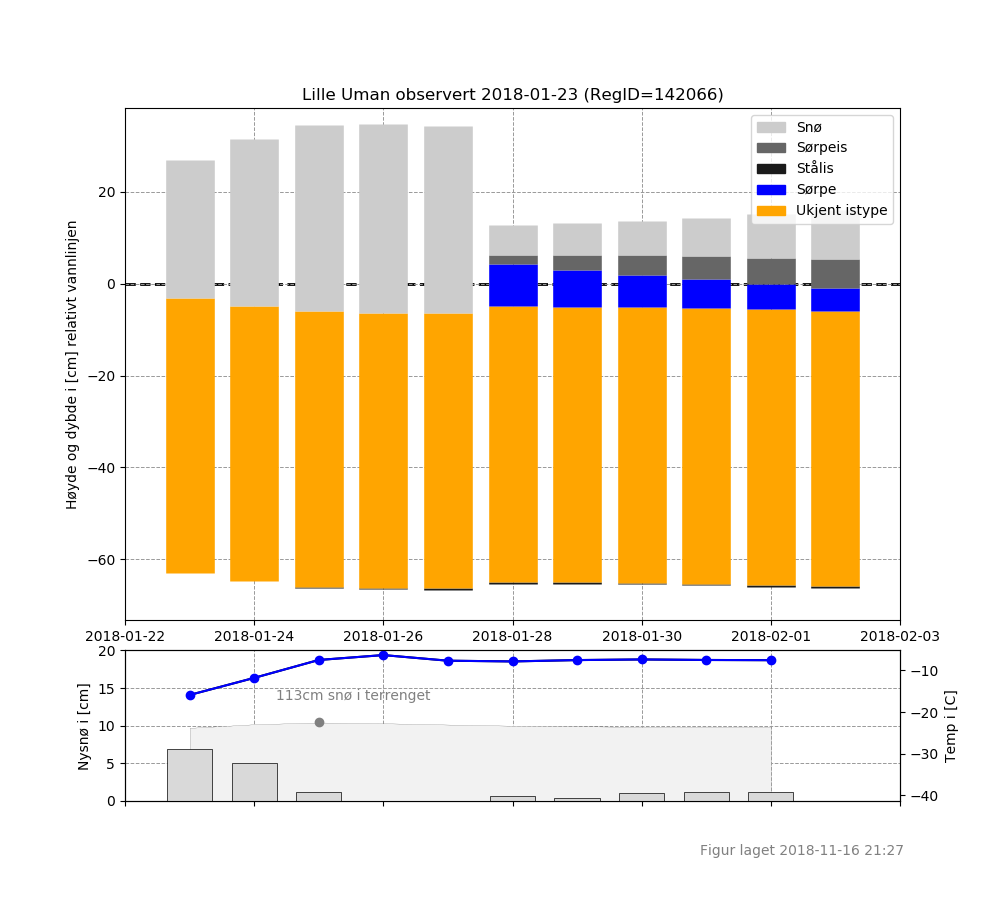 Lille Uman observert 2018-01-23 (RegID=142066)
Høyde og dybde i [cm] relativt vannlinjen
20
0
−20
−40
−60
Snø
Sørpeis
Stålis
Sørpe
Ukjent istype
2018-01-22
2018-01-24
2018-01-26
2018-01-28
2018-01-30
2018-02-01
2018-02-03
Nysnø i [cm]
20
15
10
5
0
113cm snø i terrenget
−10
−20
−30
−40
Temp i [C]
Figur laget 2018-11-16 21:27